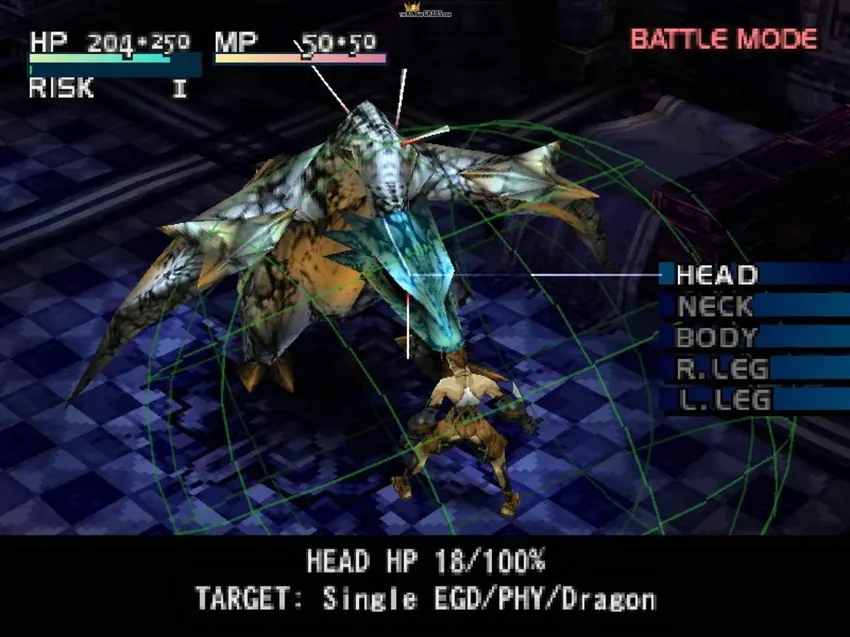 HP 204•250 MP 50•50
BATTLE MODE
RISK I
HEAD
NECK
BODY
R.LEG
L.LEG
HEAD HP 18/100%
TARGET: Single EGD/PHY/Dragon